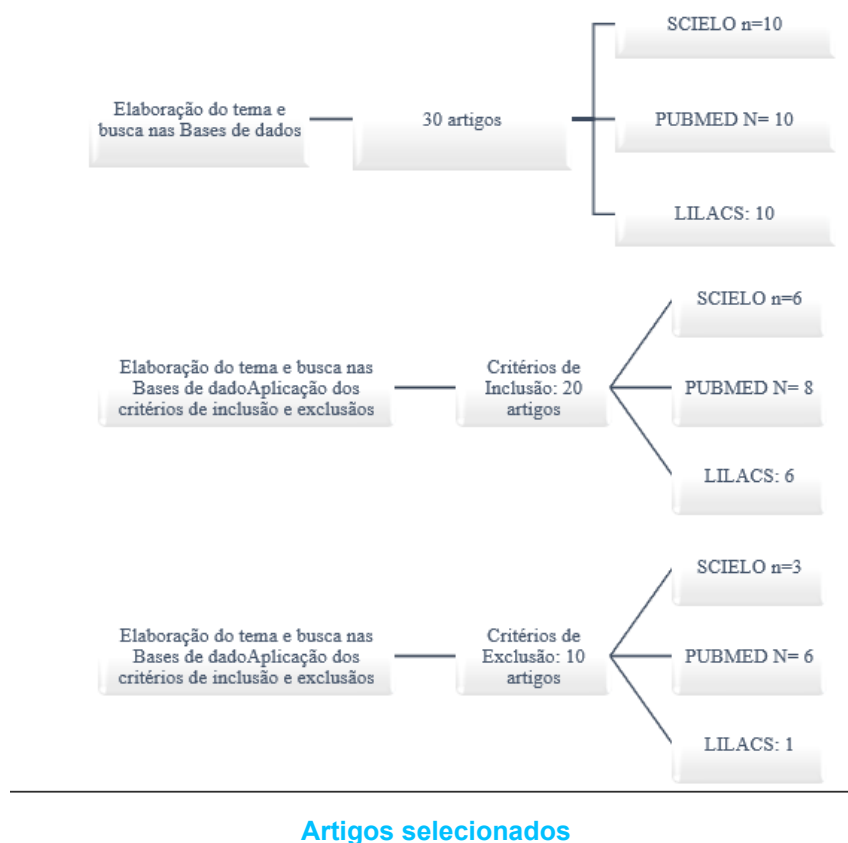 Elaboração do tema e
busca nas Bases de dados
30 artigos
SCIELO n=10
PUBMED N= 10
LILACS: 10
Elaboração do tema e busca nas
Bases de dadoAplicação dos
critérios de inclusão e exclusãos
Critérios de
Inclusão: 20
artigos
SCIELO n=6
PUBMED N= 8
LILACS: 6
Elaboração do tema e busca nas
Bases de dadoAplicação dos
critérios de inclusão e exclusãos
Critérios de
Exclusão: 10
artigos
SCIELO n=3
PUBMED N= 6
LILACS: 1
Artigos selecionados